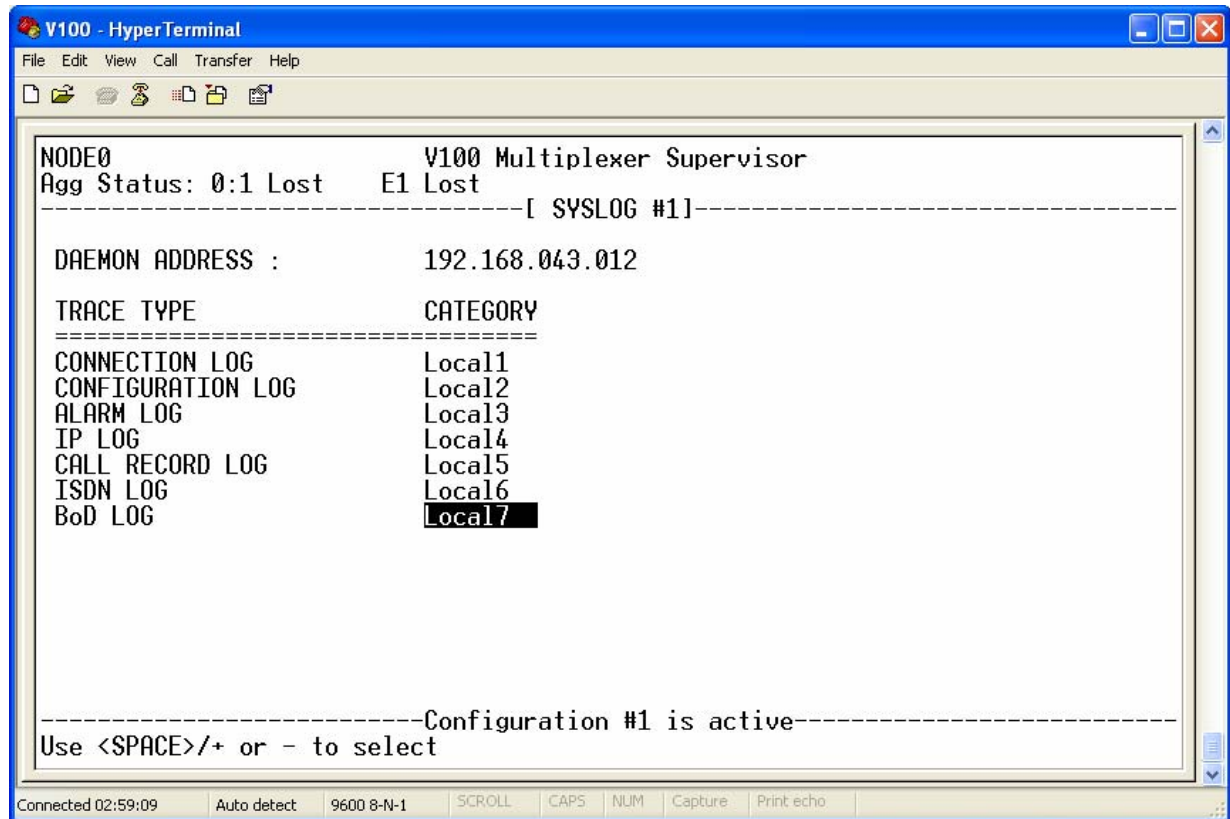 V100 - HyperTerminal
File Edit View Call Transfer Help
NODE0 V100 Multiplexer Supervisor
Agg Status: 0:1 Lost E1 Lost
----------------------------------[ SYSLOG #1]----------------------------------
DAEMON ADDRESS : 192.168.043.012
TRACE TYPE CATEGORY
==================================
CONNECTION LOG Local1
CONFIGURATION LOG Local2
ALARM LOG Local3
IP LOG Local4
CALL RECORD LOG Local5
ISDN LOG Local6
BoD LOG Local7
---------------------------Configuration #1 is active---------------------------
Use <SPACE>/+ or - to select
Connected 02:59:09 Auto detect 9600 8-N-1 SCROLL CAPS NUM Capture Print echo